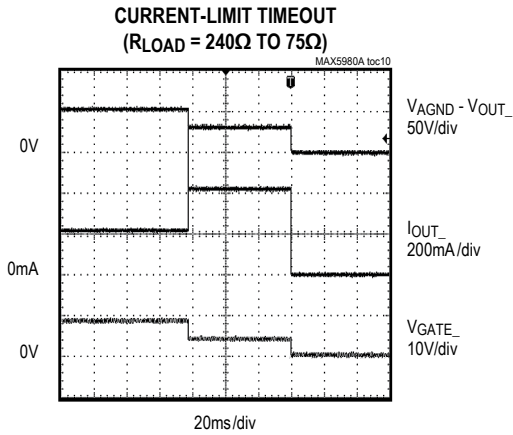 CURRENT-LIMIT TIMEOUT
(RLOAD = 240Ω TO 75Ω)
MAX5980A toc10
VAGND - VOUT_
50V/div
0V
IOUT_
200mA/div
0mA
VGATE_
10V/div
0V
20ms/div